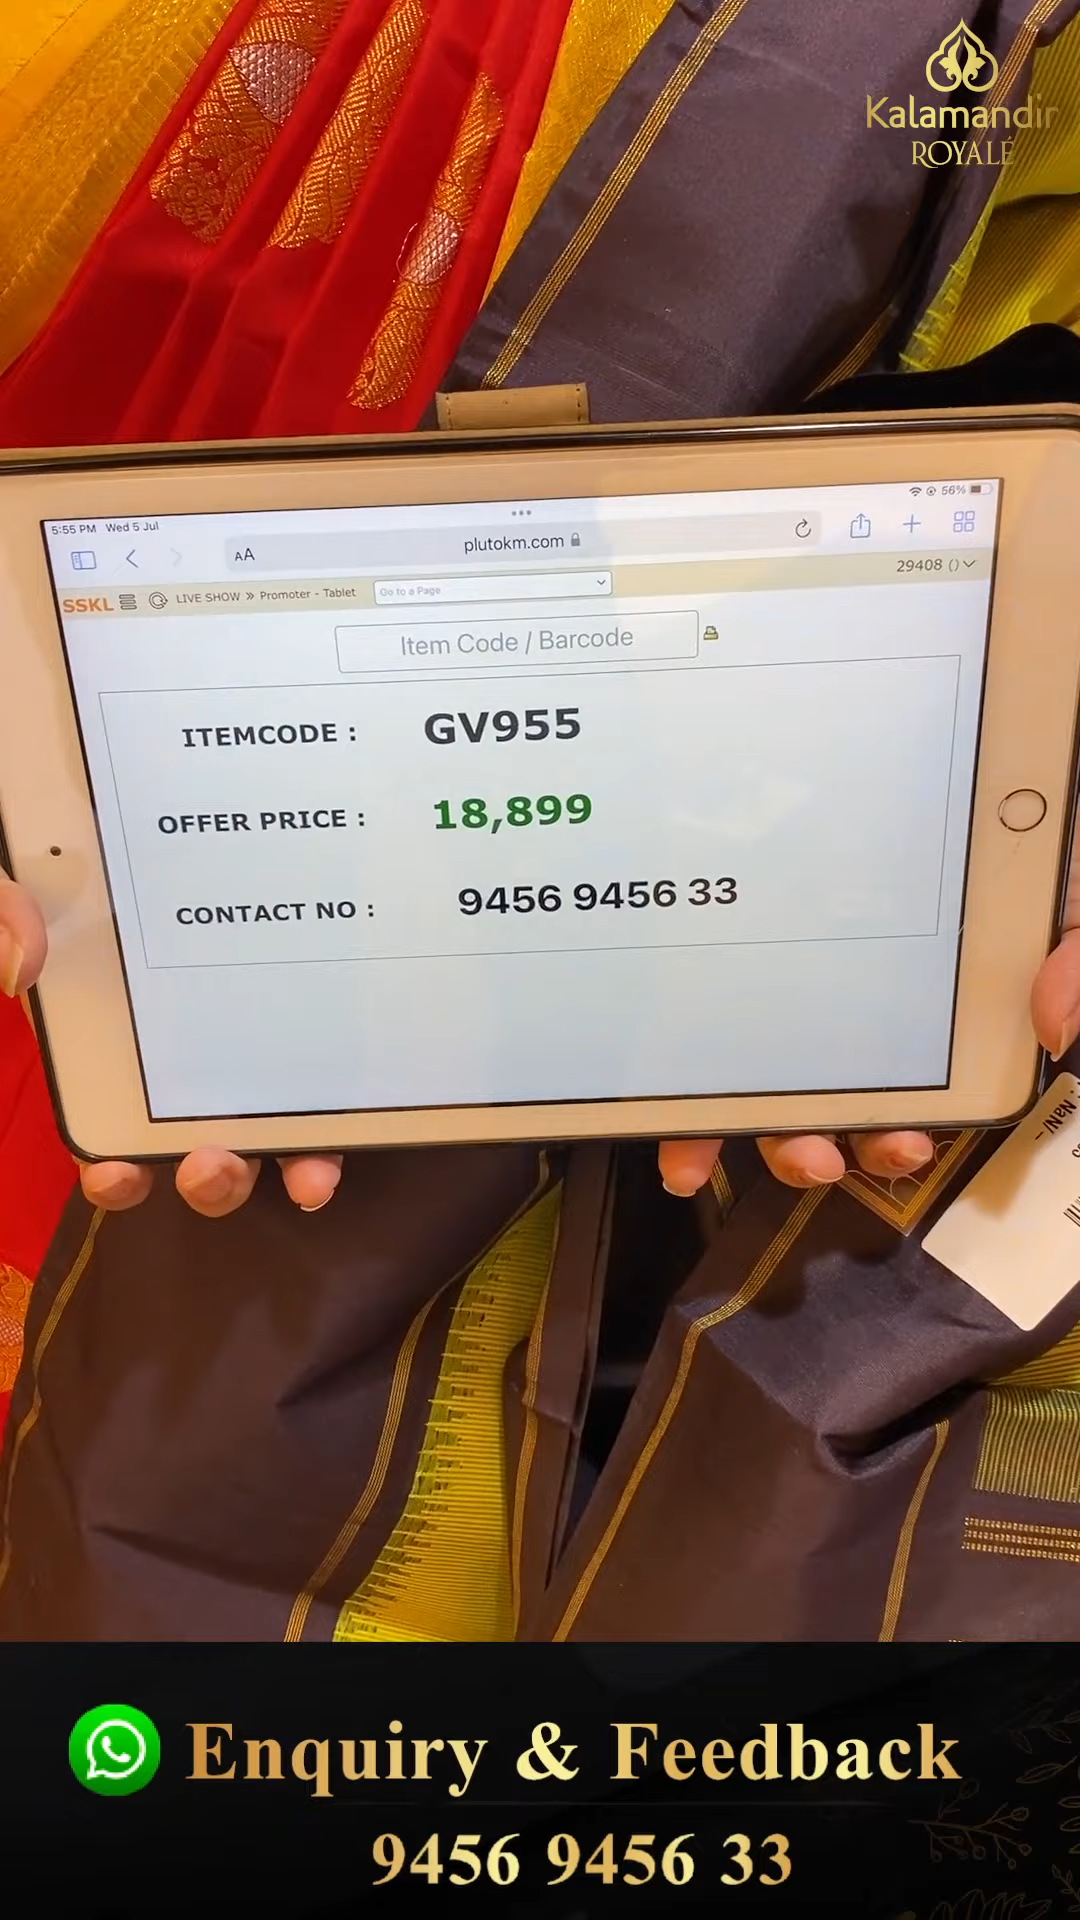 Kalamandir
ROYALÉ
5:55 PM Wed 5 Jul
56%
AA
plutokm.com
SSKL
LIVE SHOW » Promoter - Tablet
Go to a Page
29408 ()
Item Code / Barcode
ITEMCODE : GV955
OFFER PRICE : 18,899
CONTACT NO : 9456 9456 33
NaN/-
Enquiry & Feedback
9456 9456 33